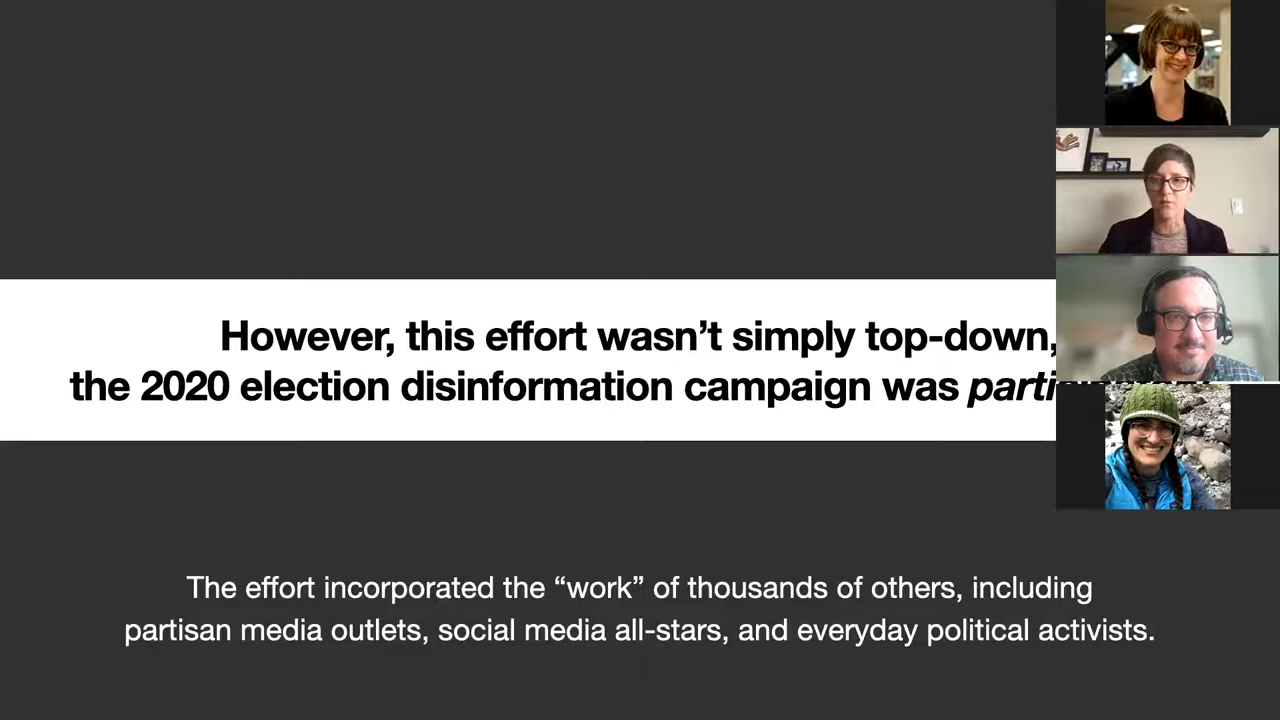 However, this effort wasn’t simply top-down,
the 2020 election disinformation campaign was
The effort incorporated the “work” of thousands of others, including
partisan media outlets, social media all-stars, and everyday political activists.